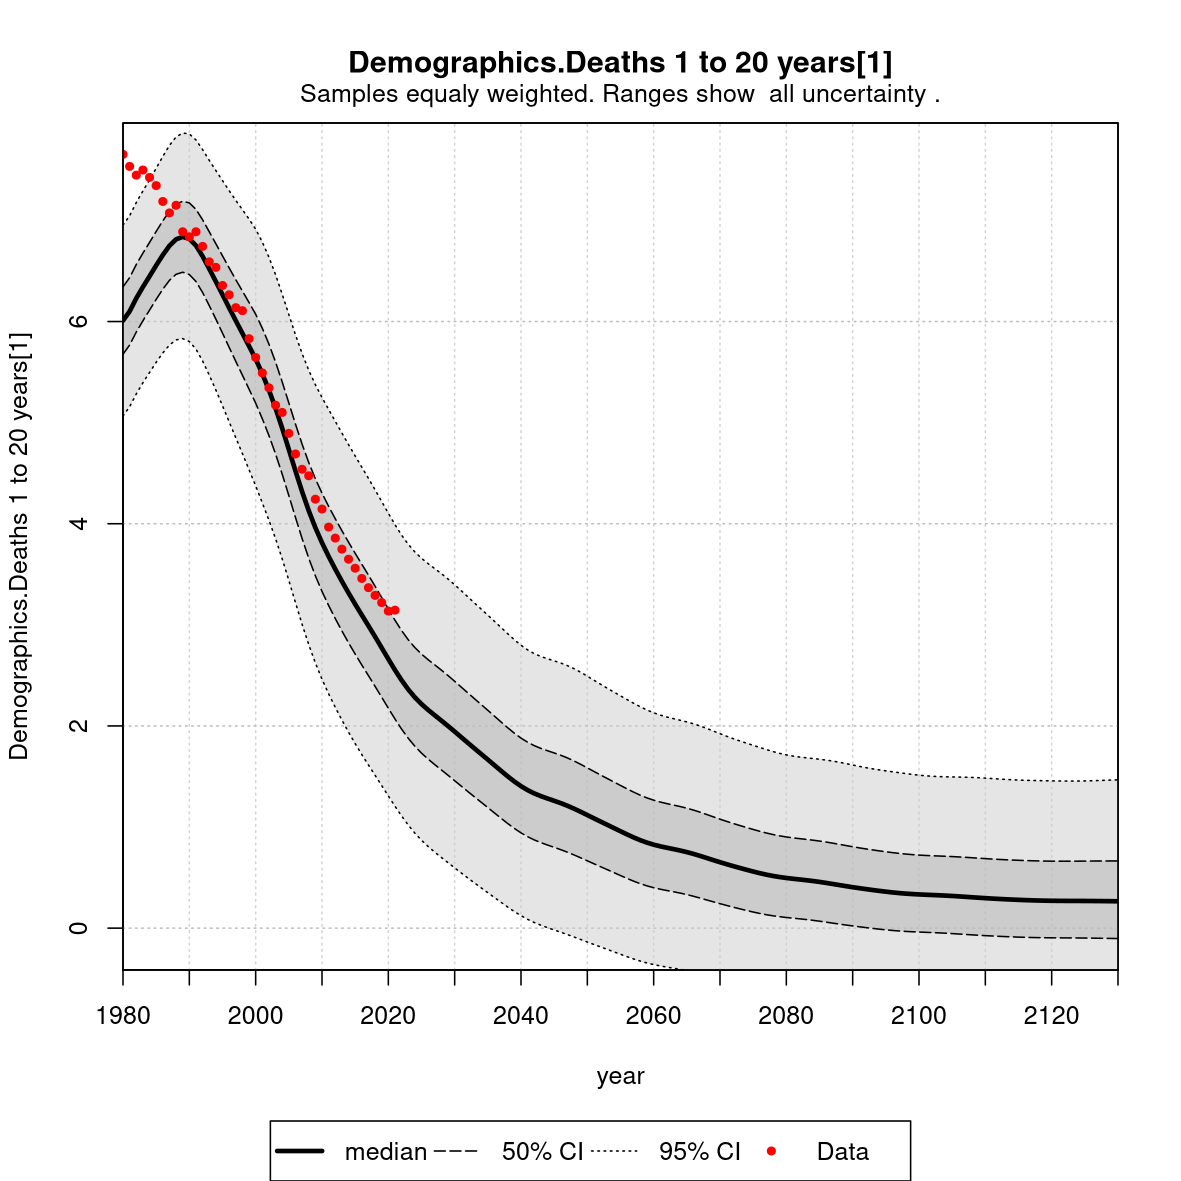 Demographics.Deaths 1 to 20 years[1]
Samples equaly weighted. Ranges show  all uncertainty .
Demographics.Deaths 1 to 20 years[1]
6
4
2
0
1980 2000 2020 2040 2060 2080 2100 2120
year
median 50% CI 95% CI Data